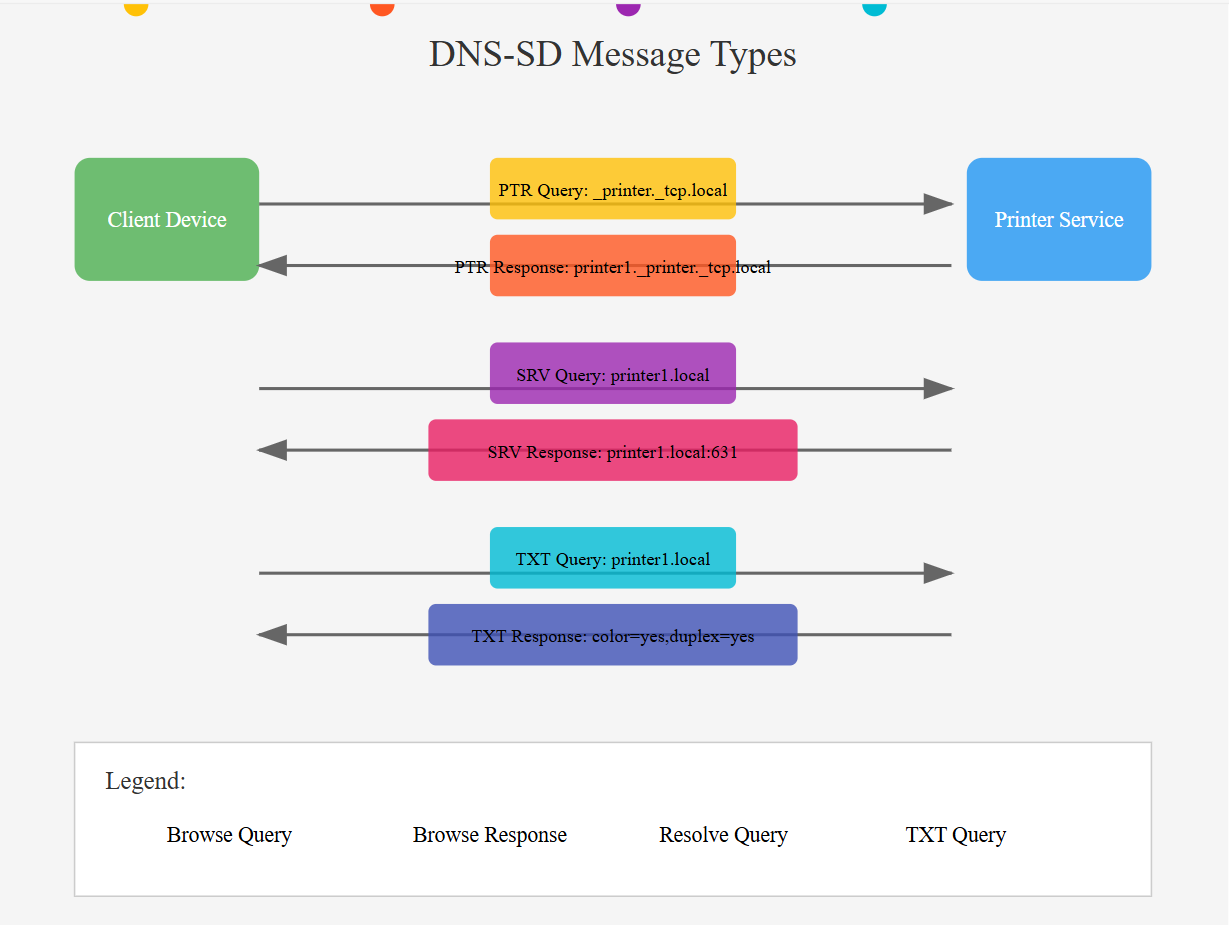 DNS-SD Message Types
Client Device
PTR Query: _printer._tcp.local
Printer Service
PTR Response: printer1._printer._tcp.local
SRV Query: printer1.local
SRV Response: printer1.local:631
TXT Query: printer1.local
TXT Response: color=yes,duplex=yes
Legend:
Browse Query
Browse Response
Resolve Query
TXT Query